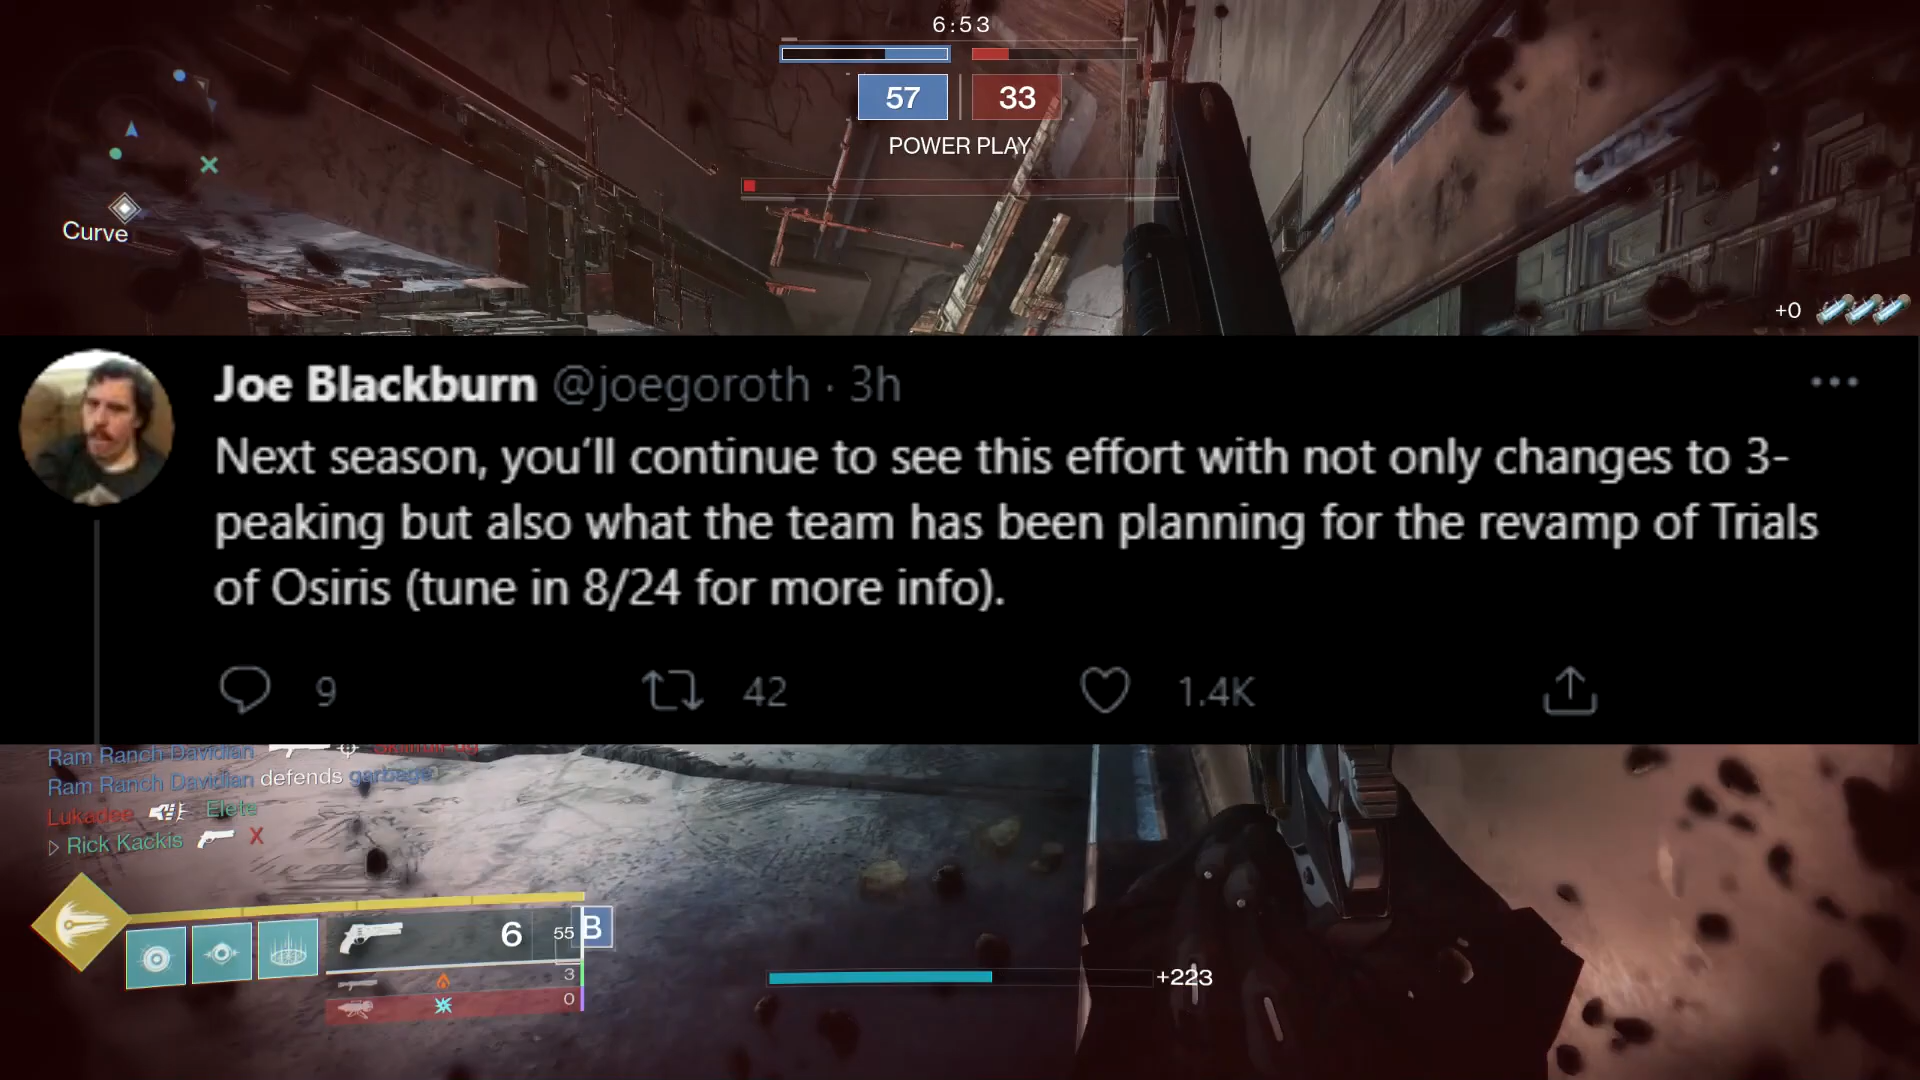 6:53
57 33
POWER PLAY
Curve
+0
Joe Blackburn @joegoroth · 3h
Next season, you'll continue to see this effort with not only changes to 3-
peaking but also what the team has been planning for the revamp of Trials
of Osiris (tune in 8/24 for more info).
9 42 1.4K
Ram Ranch Davidian
Ram Ranch Davidian defends garbage
Lukadee Elete
Rick Kackis X
6 55 B
3
0
+223